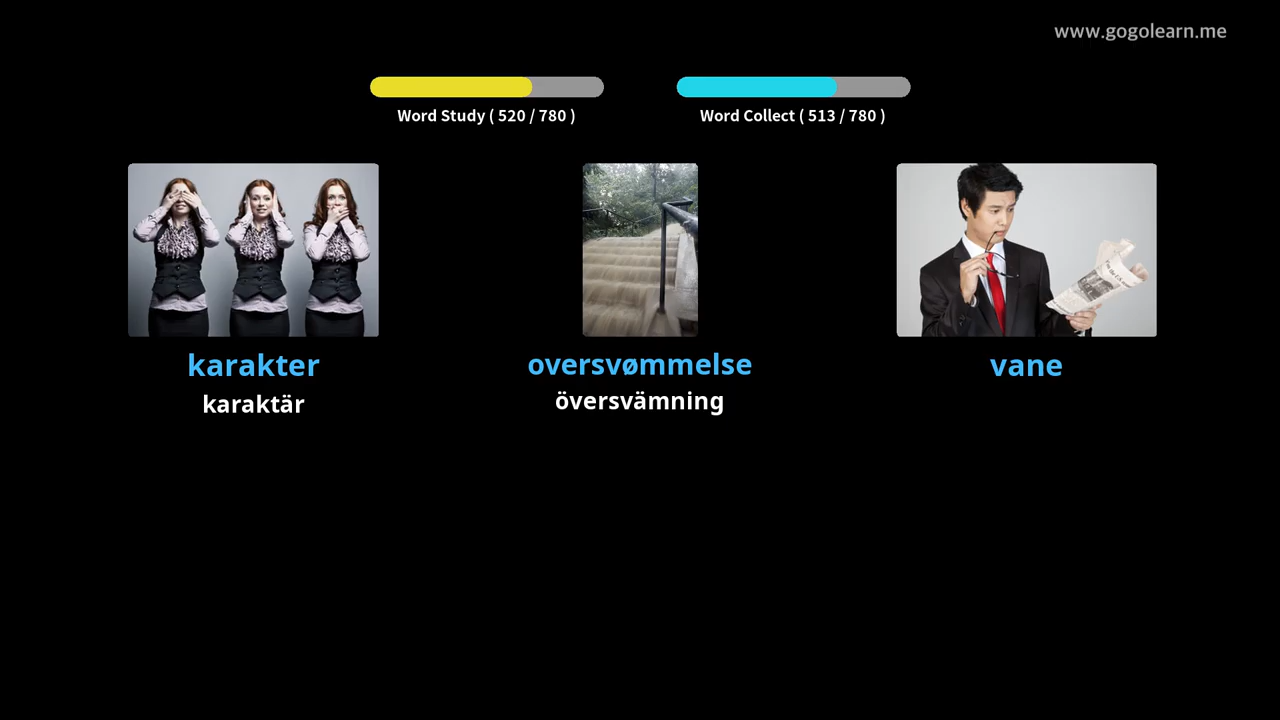 www.gogolearn.me
Word Study ( 520 / 780 )
Word Collect ( 513 / 780 )
karakter
karaktär
oversvømmelse
översvämning
vane